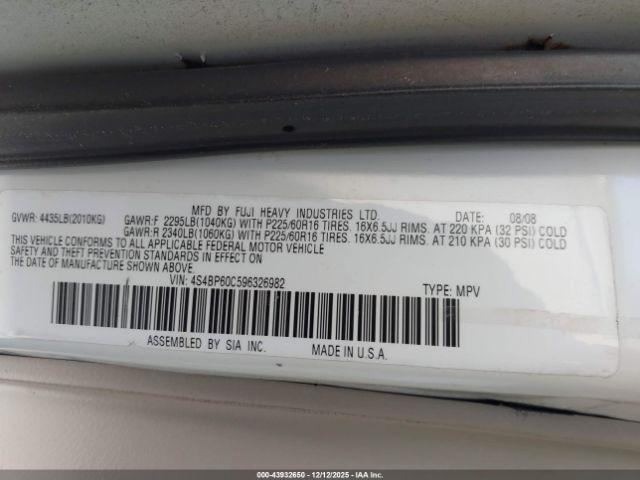 MFD BY FUJI HEAVY INDUSTRIES LTD. DATE: 08/08
GVWR: 4435LB(2010KG) GAWR:F 2295LB(1040KG) WITH P225/60R16 TIRES. 16X6.5JJ RIMS. AT 220 KPA (32 PSI) COLD
GAWR:R 2340LB(1060KG) WITH P225/60R16 TIRES. 16X6.5JJ RIMS. AT 210 KPA (30 PSI) COLD
THIS VEHICLE CONFORMS TO ALL APPLICABLE FEDERAL MOTOR VEHICLE
SAFETY AND THEFT PREVENTION STANDARDS IN EFFECT ON
THE DATE OF MANUFACTURE SHOWN ABOVE.
VIN: 4S4BP60C596326982 TYPE: MPV
ASSEMBLED BY SIA INC. MADE IN U.S.A.
000-43932650 - 12/12/2025 - IAAI.COM